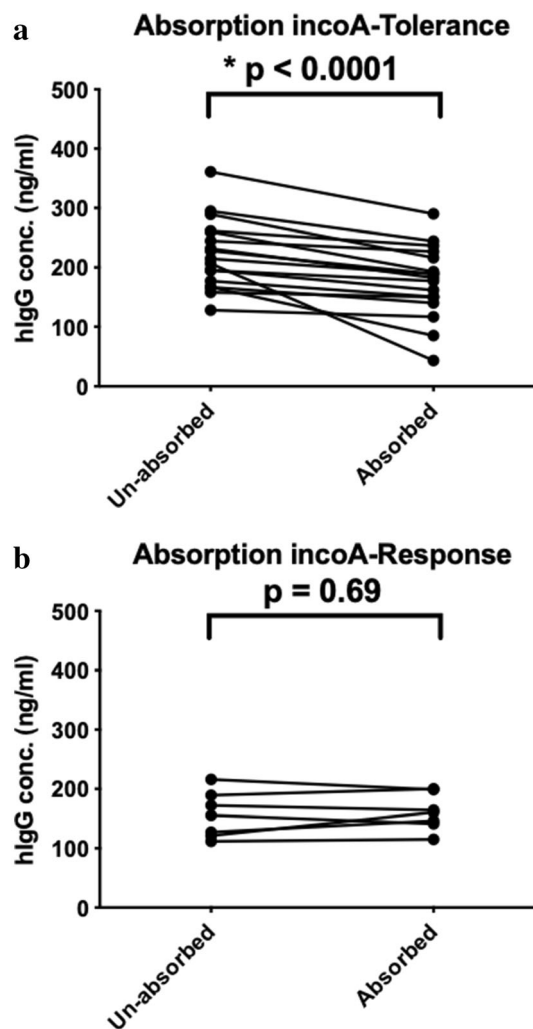 a
Absorption incoA-Tolerance
* p < 0.0001
hIgG conc. (ng/ml)
500
400
300
200
100
0
Un-absorbed
Absorbed
b
Absorption incoA-Response
p = 0.69
hIgG conc. (ng/ml)
500
400
300
200
100
0
Un-absorbed
Absorbed